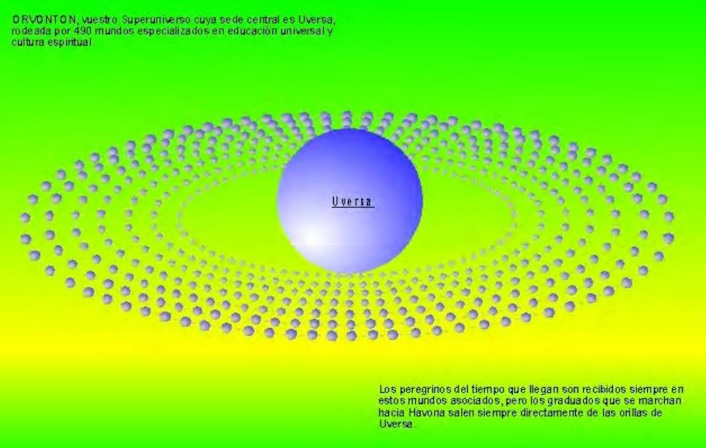 ORVONTON, vuestro Superuniverso cuya sede central es Uversa,
rodeada por 490 mundos especializados en educación universal y
cultura espiritual
Uversa
Los peregrinos del tiempo que llegan son recibidos siempre en
estos mundos asociados, pero los graduados que se marchan
hacia Havona salen siempre directamente de las orillas de
Uversa.